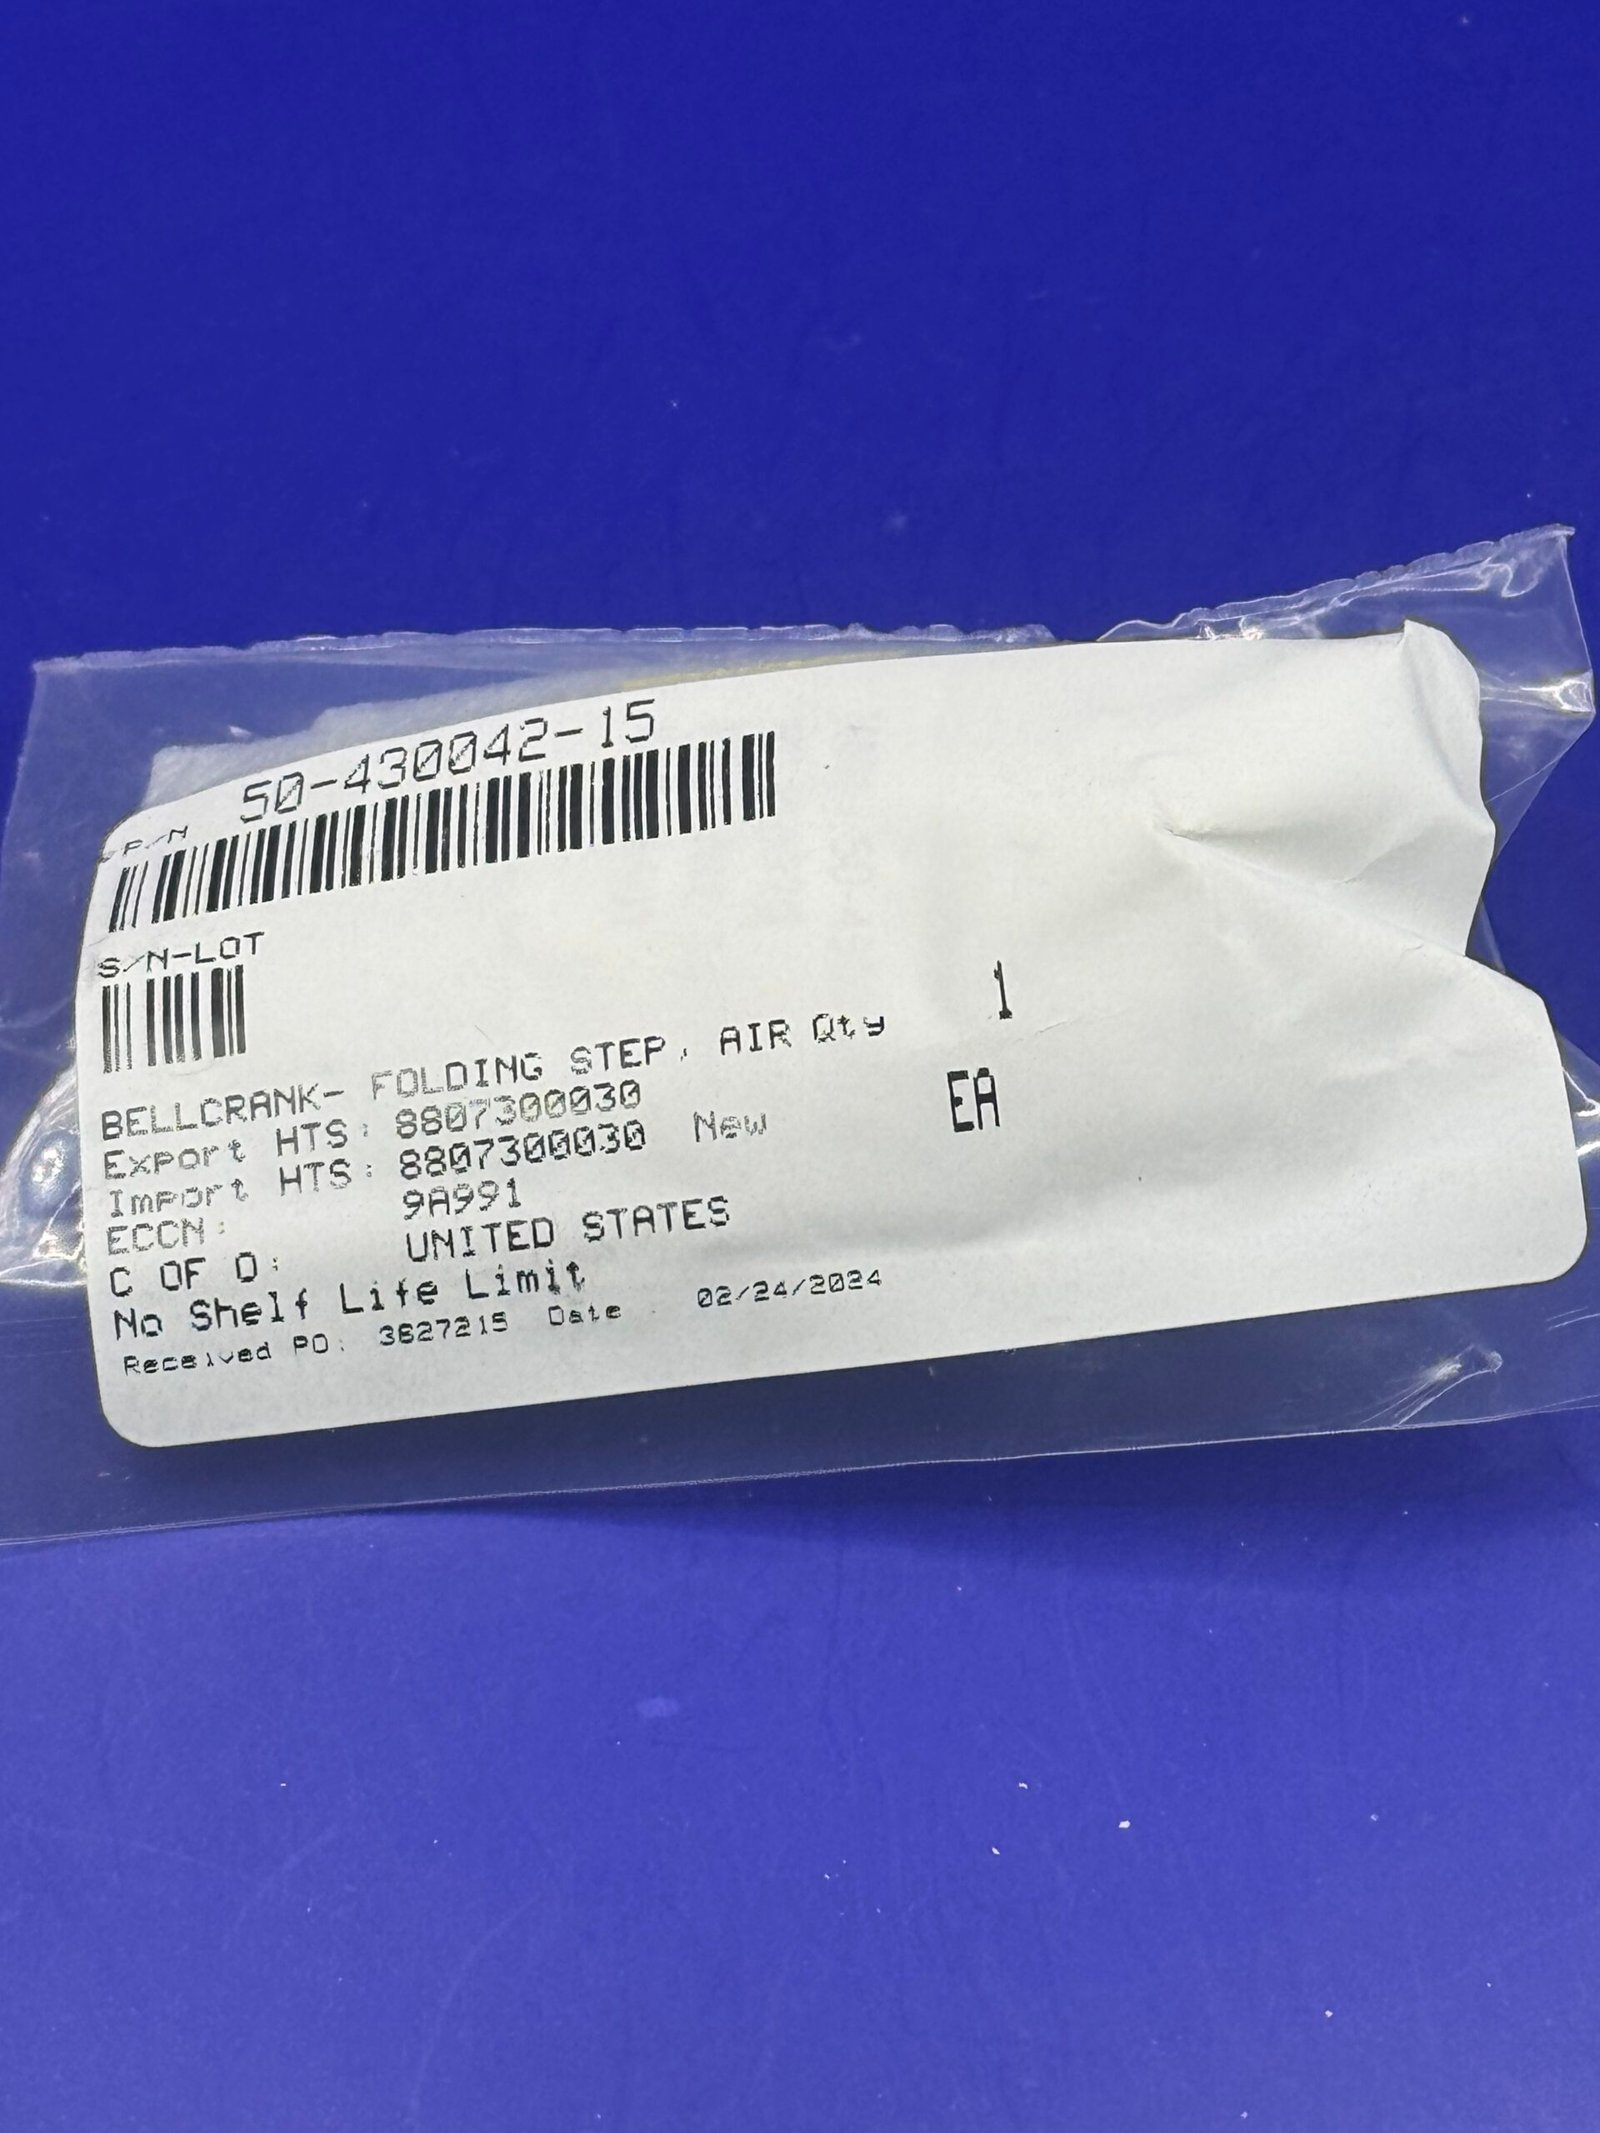 P/N 50-430042-15
S/N-LOT
BELLCRANK- FOLDING STEP, AIR Qty 1
Export HTS: 8807300030 EA
Import HTS: 8807300030 New
ECCN: 9A991
C OF O: UNITED STATES
No Shelf Life Limit
Received PO: 3627215 Date 02/24/2024